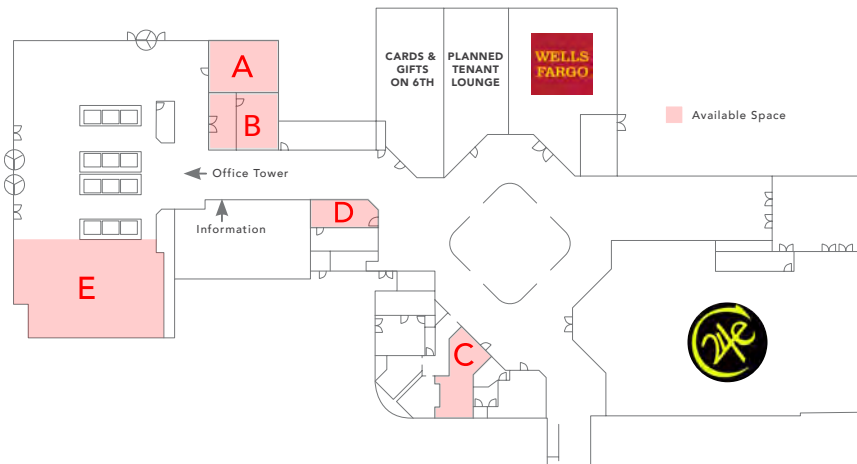 A
B
CARDS &
GIFTS
ON 6TH
PLANNED
TENANT
LOUNGE
WELLS
FARGO
Available Space
Office Tower
Information
D
E
C
24e